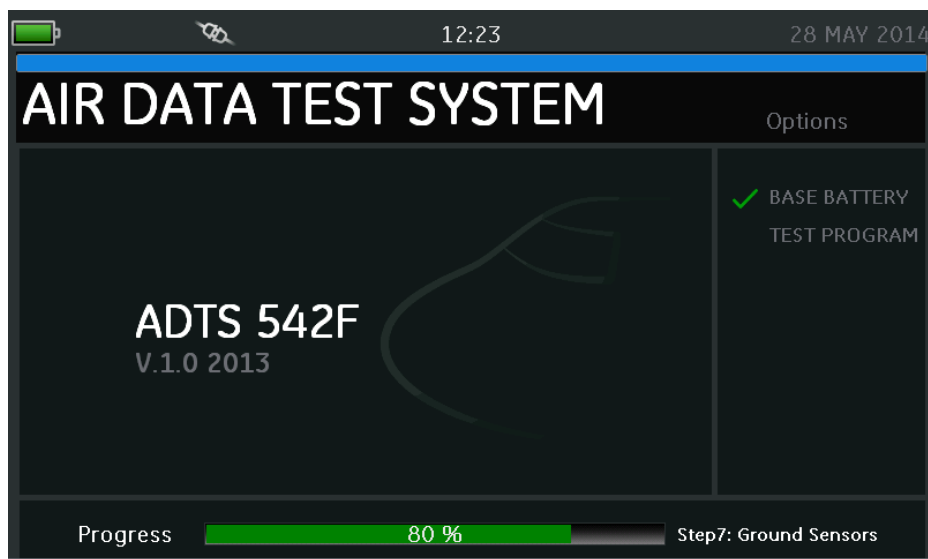 12:23 28 MAY 2014
AIR DATA TEST SYSTEM
Options
BASE BATTERY
TEST PROGRAM
ADTS 542F
V.1.0 2013
Progress 80 % Step7: Ground Sensors